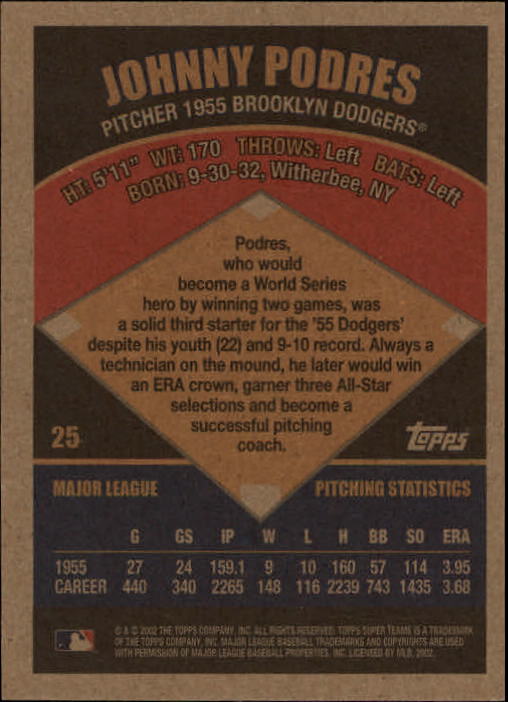 JOHNNY PODRES
PITCHER 1955 BROOKLYN DODGERS®
HT: 5'11" WT: 170 THROWS: Left BATS: Left
BORN: 9-30-32, Witherbee, NY
Podres,
who would
become a World Series
hero by winning two games, was
a solid third starter for the '55 Dodgers'
despite his youth (22) and 9-10 record. Always a
technician on the mound, he later would win
an ERA crown, garner three All-Star
selections and become a
successful pitching
coach.
25
Topps
MAJOR LEAGUE PITCHING STATISTICS
G GS IP W L H BB SO ERA
1955 27 24 159.1 9 10 160 57 114 3.95
CAREER 440 340 2265 148 116 2239 743 1435 3.68
® & © 2002 THE TOPPS COMPANY, INC. ALL RIGHTS RESERVED. TOPPS SUPER TEAMS IS A TRADEMARK
OF THE TOPPS COMPANY, INC. MAJOR LEAGUE BASEBALL TRADEMARKS AND COPYRIGHTS ARE USED
WITH PERMISSION OF MAJOR LEAGUE BASEBALL PROPERTIES, INC. LICENSED BY MLB, 2002.